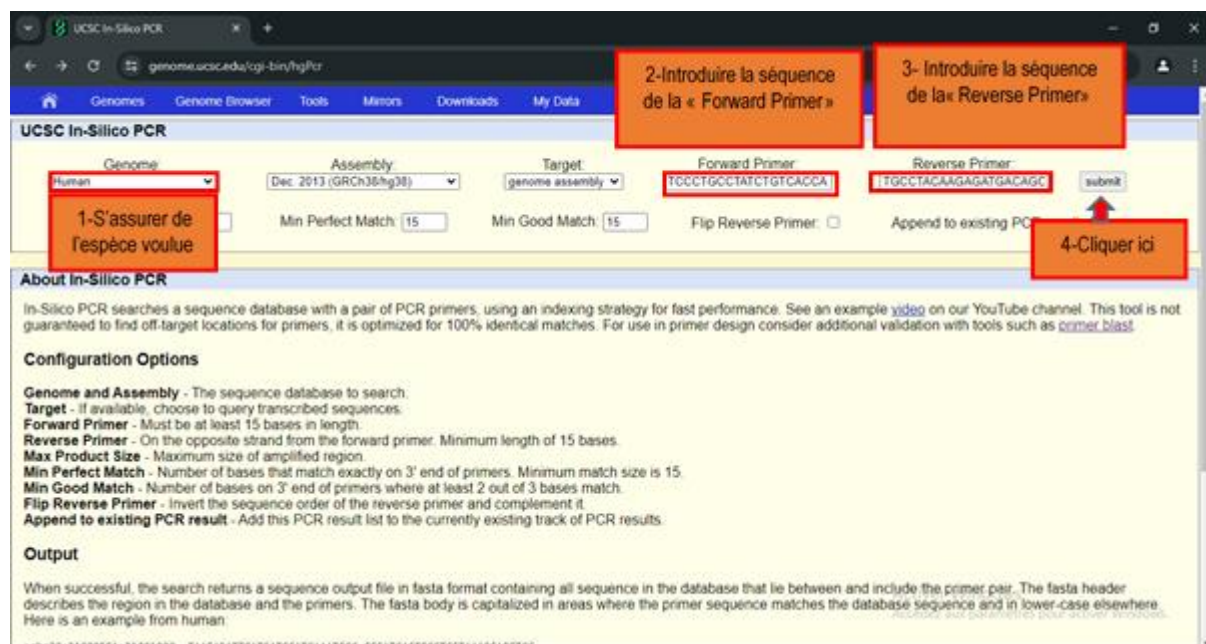 UCSC In-Silico PCR
genome.ucsc.edu/cgi-bin/hgPcr
Genomes Genome Browser Tools Mirrors Downloads My Data
2-Introduire la séquence
de la « Forward Primer»
3- Introduire la séquence
de la« Reverse Primer»
UCSC In-Silico PCR
Genome: Assembly: Target: Forward Primer: Reverse Primer:
Human Dec. 2013 (GRCh38/hg38) genome assembly TCCCTGCCTATCTGTCACCA TGCCTACAAGAGATGACAGC submit
1-S'assurer de
l'espèce voulue
Min Perfect Match: 15 Min Good Match: 15 Flip Reverse Primer: Append to existing PC
4-Cliquer ici
About In-Silico PCR
In-Silico PCR searches a sequence database with a pair of PCR primers, using an indexing strategy for fast performance. See an example video on our YouTube channel. This tool is not
guaranteed to find off-target locations for primers, it is optimized for 100% identical matches. For use in primer design consider additional validation with tools such as primer blast.
Configuration Options
Genome and Assembly - The sequence database to search.
Target - If available, choose to query transcribed sequences.
Forward Primer - Must be at least 15 bases in length.
Reverse Primer - On the opposite strand from the forward primer. Minimum length of 15 bases.
Max Product Size - Maximum size of amplified region.
Min Perfect Match - Number of bases that match exactly on 3' end of primers. Minimum match size is 15.
Min Good Match - Number of bases on 3' end of primers where at least 2 out of 3 bases match.
Flip Reverse Primer - Invert the sequence order of the reverse primer and complement it.
Append to existing PCR result - Add this PCR result list to the currently existing track of PCR results.
Output
When successful, the search returns a sequence output file in fasta format containing all sequence in the database that lie between and include the primer pair. The fasta header
describes the region in the database and the primers. The fasta body is capitalized in areas where the primer sequence matches the database sequence and in lower-case elsewhere.
Here is an example from human: